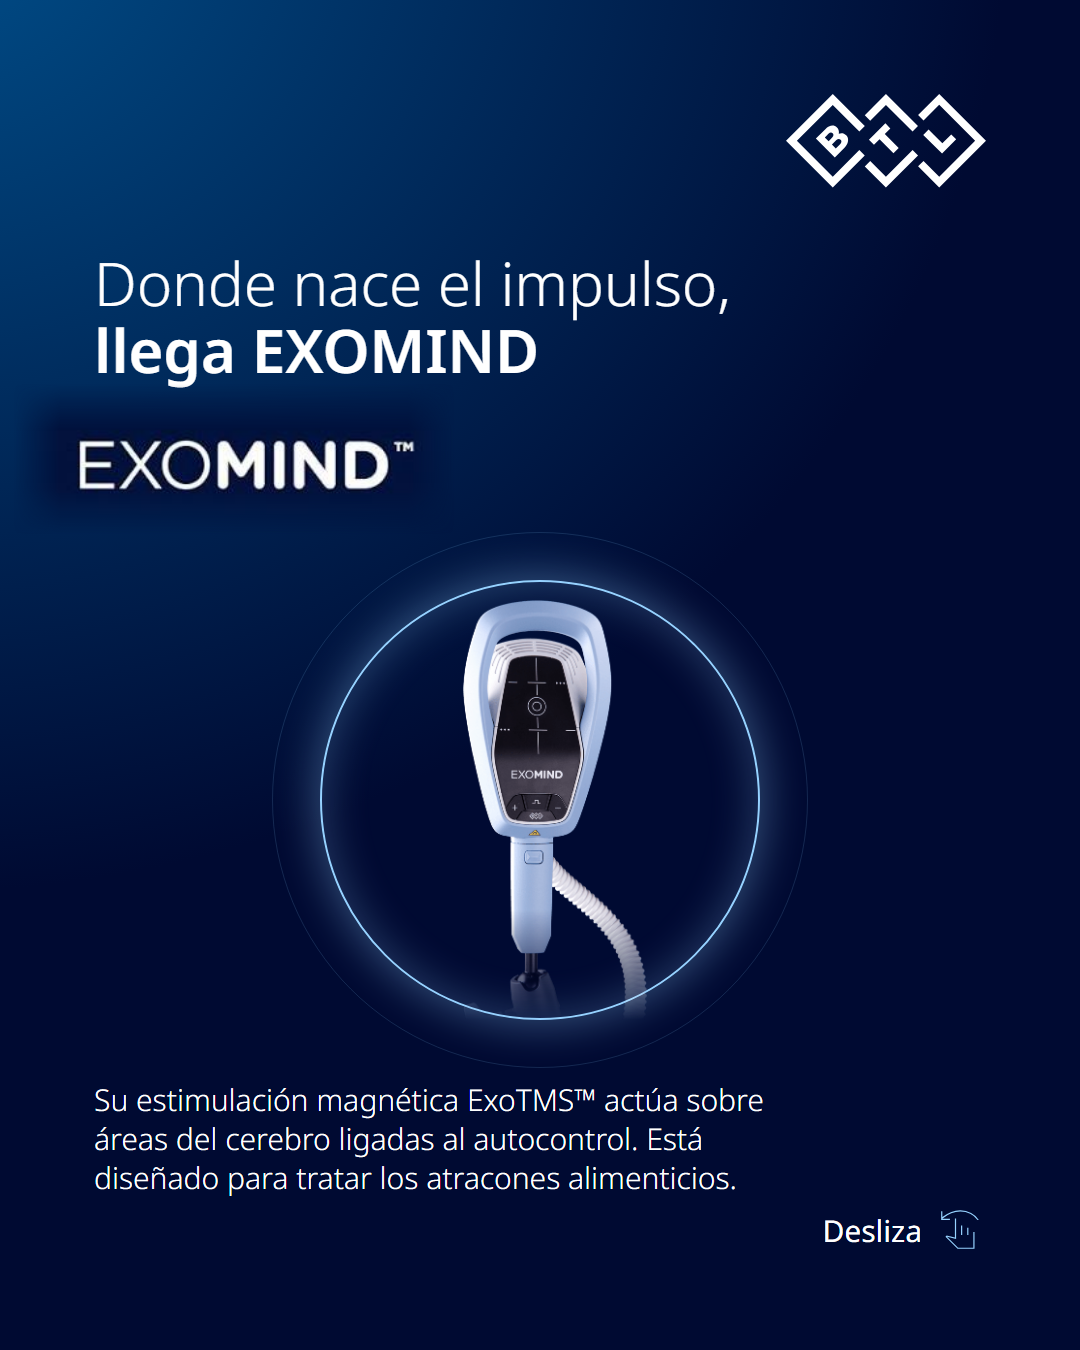 BTL
Donde nace el impulso,
llega EXOMIND
EXOMIND™
EXOMIND
Su estimulación magnética ExoTMS™ actúa sobre
áreas del cerebro ligadas al autocontrol. Está
diseñado para tratar los atracones alimenticios.
Desliza